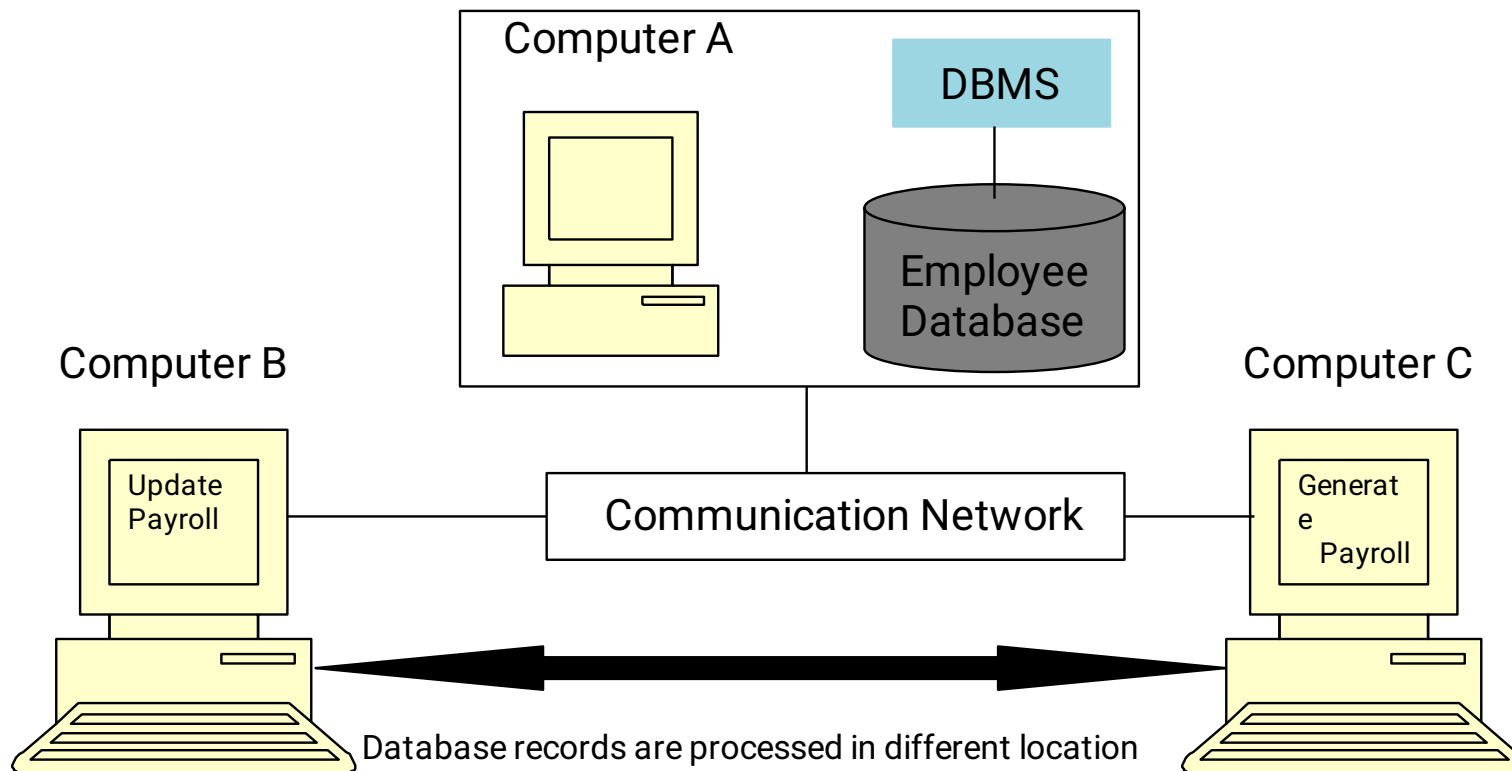 Computer A
DBMS
Employee
Database
Computer B
Computer C
Update
Payroll
Communication Network
Generat
e
Payroll
Database records are processed in different location